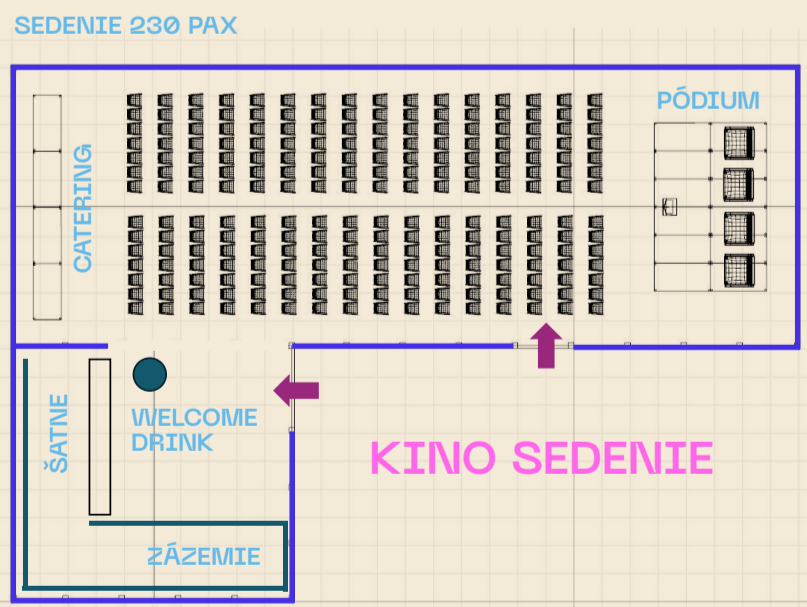 SEDENIE 230 PAX
PÓDIUM
CATERING
ŠATNE
WELCOME
DRINK
KINO SEDENIE
ZÁZEMIE